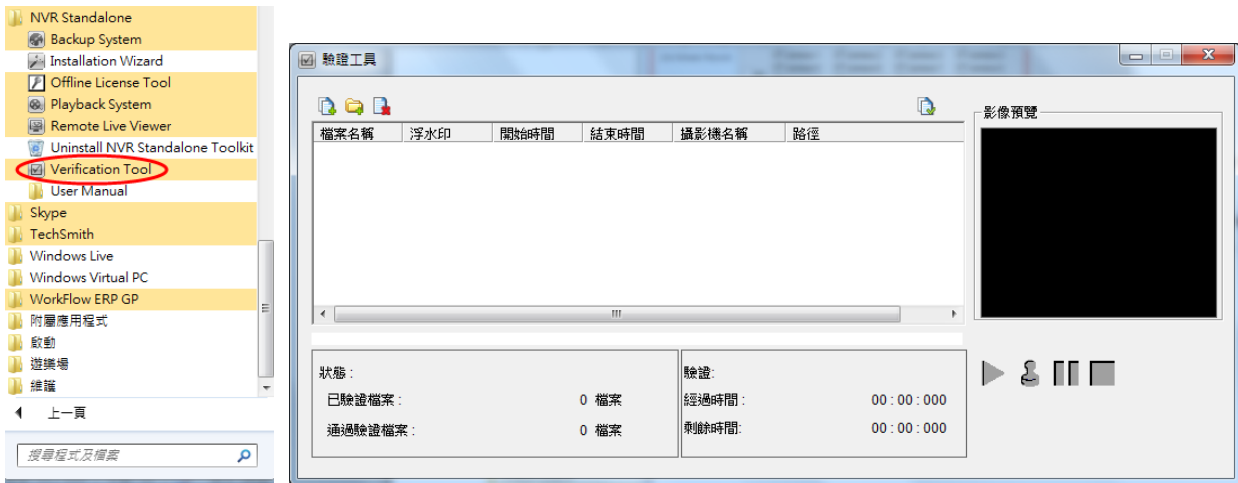 NVR Standalone
Backup System
Installation Wizard
Offline License Tool
Playback System
Remote Live Viewer
Uninstall NVR Standalone Toolkit
Verification Tool
User Manual
Skype
TechSmith
Windows Live
Windows Virtual PC
WorkFlow ERP GP
附屬應用程式
啟動
遊樂場
維護
上一頁
搜尋程式及檔案
驗證工具
檔案名稱 浮水印 開始時間 結束時間 攝影機名稱 路徑
影像預覽
狀態 :
已驗證檔案 : 0 檔案
通過驗證檔案 : 0 檔案
驗證:
經過時間 : 00 : 00 : 000
剩餘時間: 00 : 00 : 000